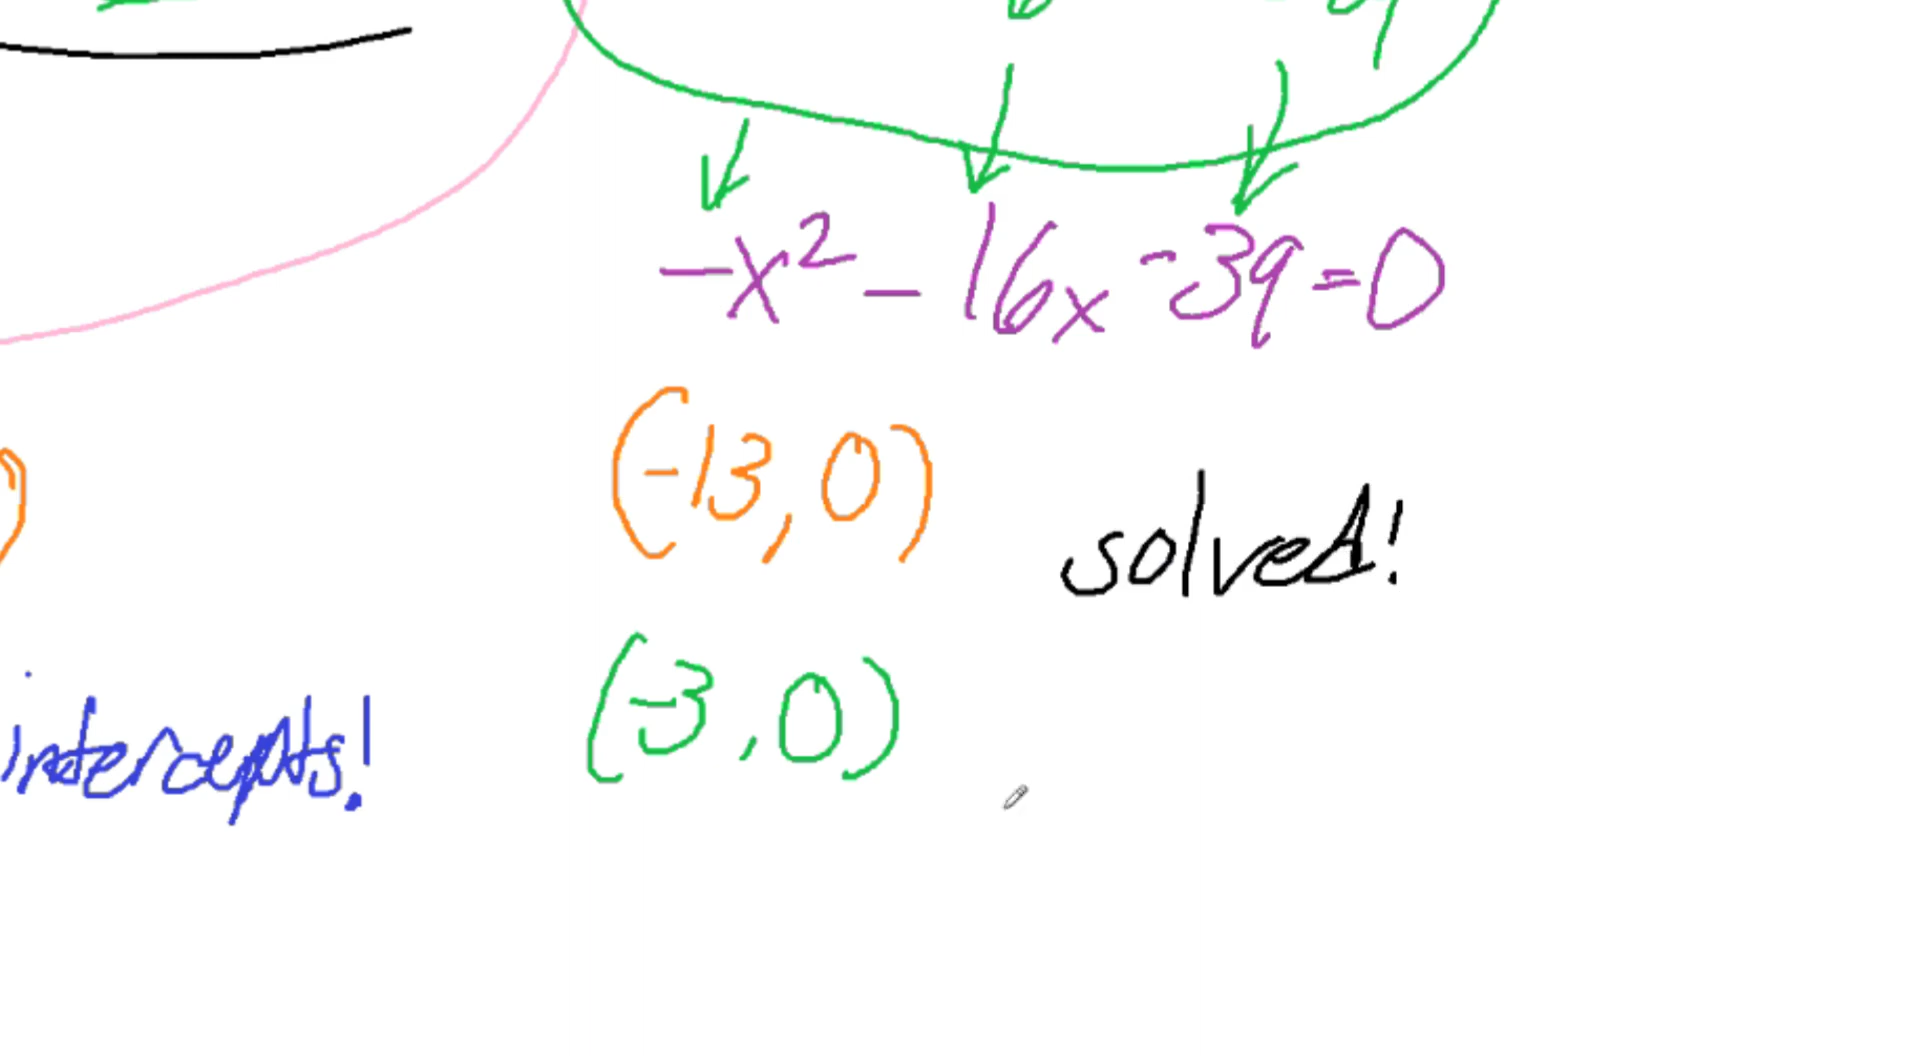 -x² - 16x -39 = 0
(-13, 0)
solved!
(-3, 0)
intercepts!